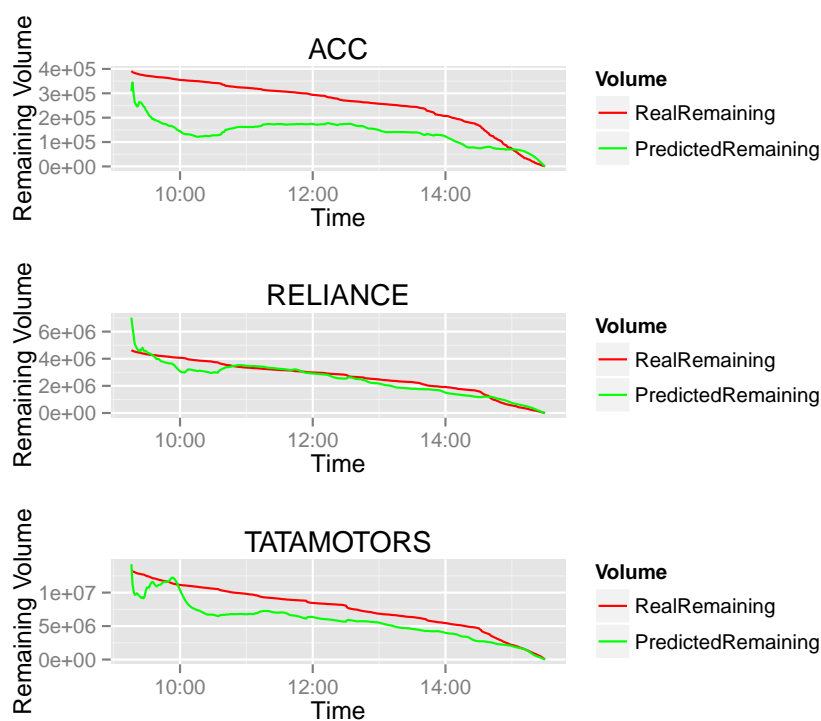 ACC
Remaining Volume
4e+05
3e+05
2e+05
1e+05
0e+00
10:00 12:00 14:00
Time
Volume
RealRemaining
PredictedRemaining
RELIANCE
Remaining Volume
6e+06
4e+06
2e+06
0e+00
10:00 12:00 14:00
Time
Volume
RealRemaining
PredictedRemaining
TATAMOTORS
Remaining Volume
1e+07
5e+06
0e+00
10:00 12:00 14:00
Time
Volume
RealRemaining
PredictedRemaining